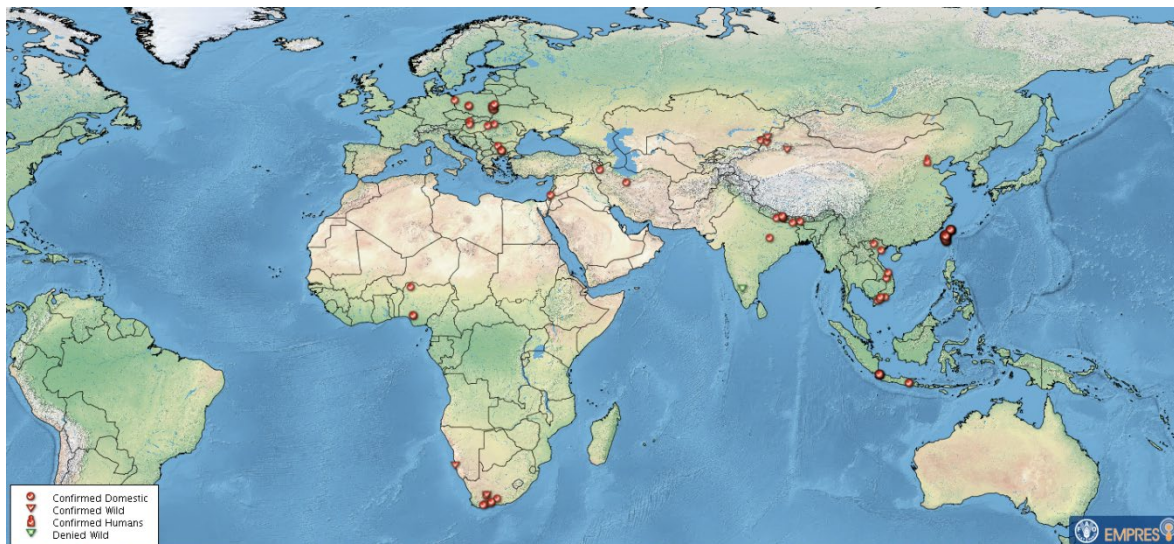 Confirmed Domestic
Confirmed Wild
Confirmed Humans
Denied Wild
EMPRES